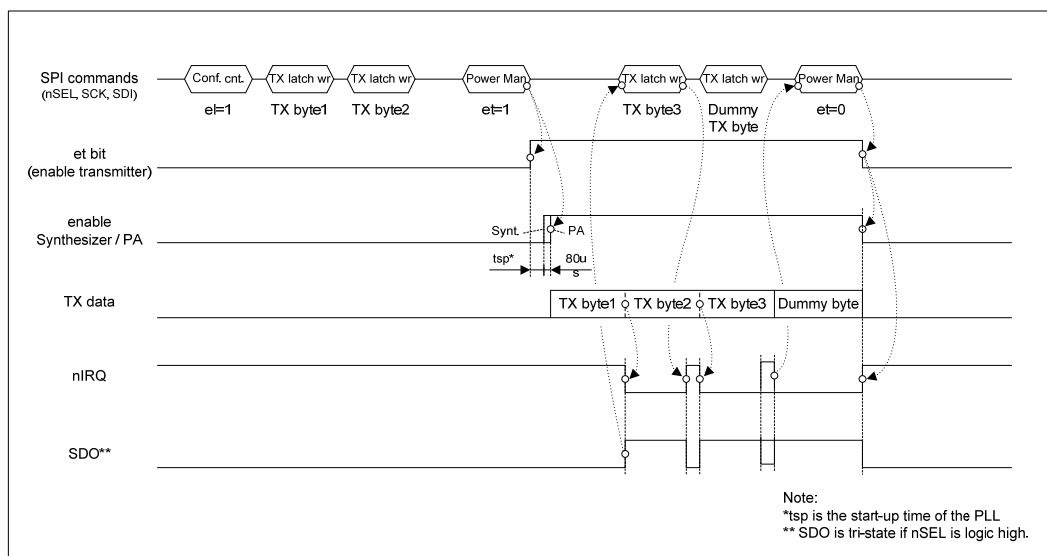 SPI commands
(nSEL, SCK, SDI)
Conf. cnt.
TX latch wr
TX latch wr
Power Man
TX latch wr
TX latch wr
Power Man
el=1
TX byte1
TX byte2
et=1
TX byte3
Dummy
TX byte
et=0
et bit
(enable transmitter)
enable
Synthesizer / PA
Synt.
PA
tsp*
80u
s
TX data
TX byte1
TX byte2
TX byte3
Dummy byte
nIRQ
SDO**
Note:
*tsp is the start-up time of the PLL
** SDO is tri-state if nSEL is logic high.